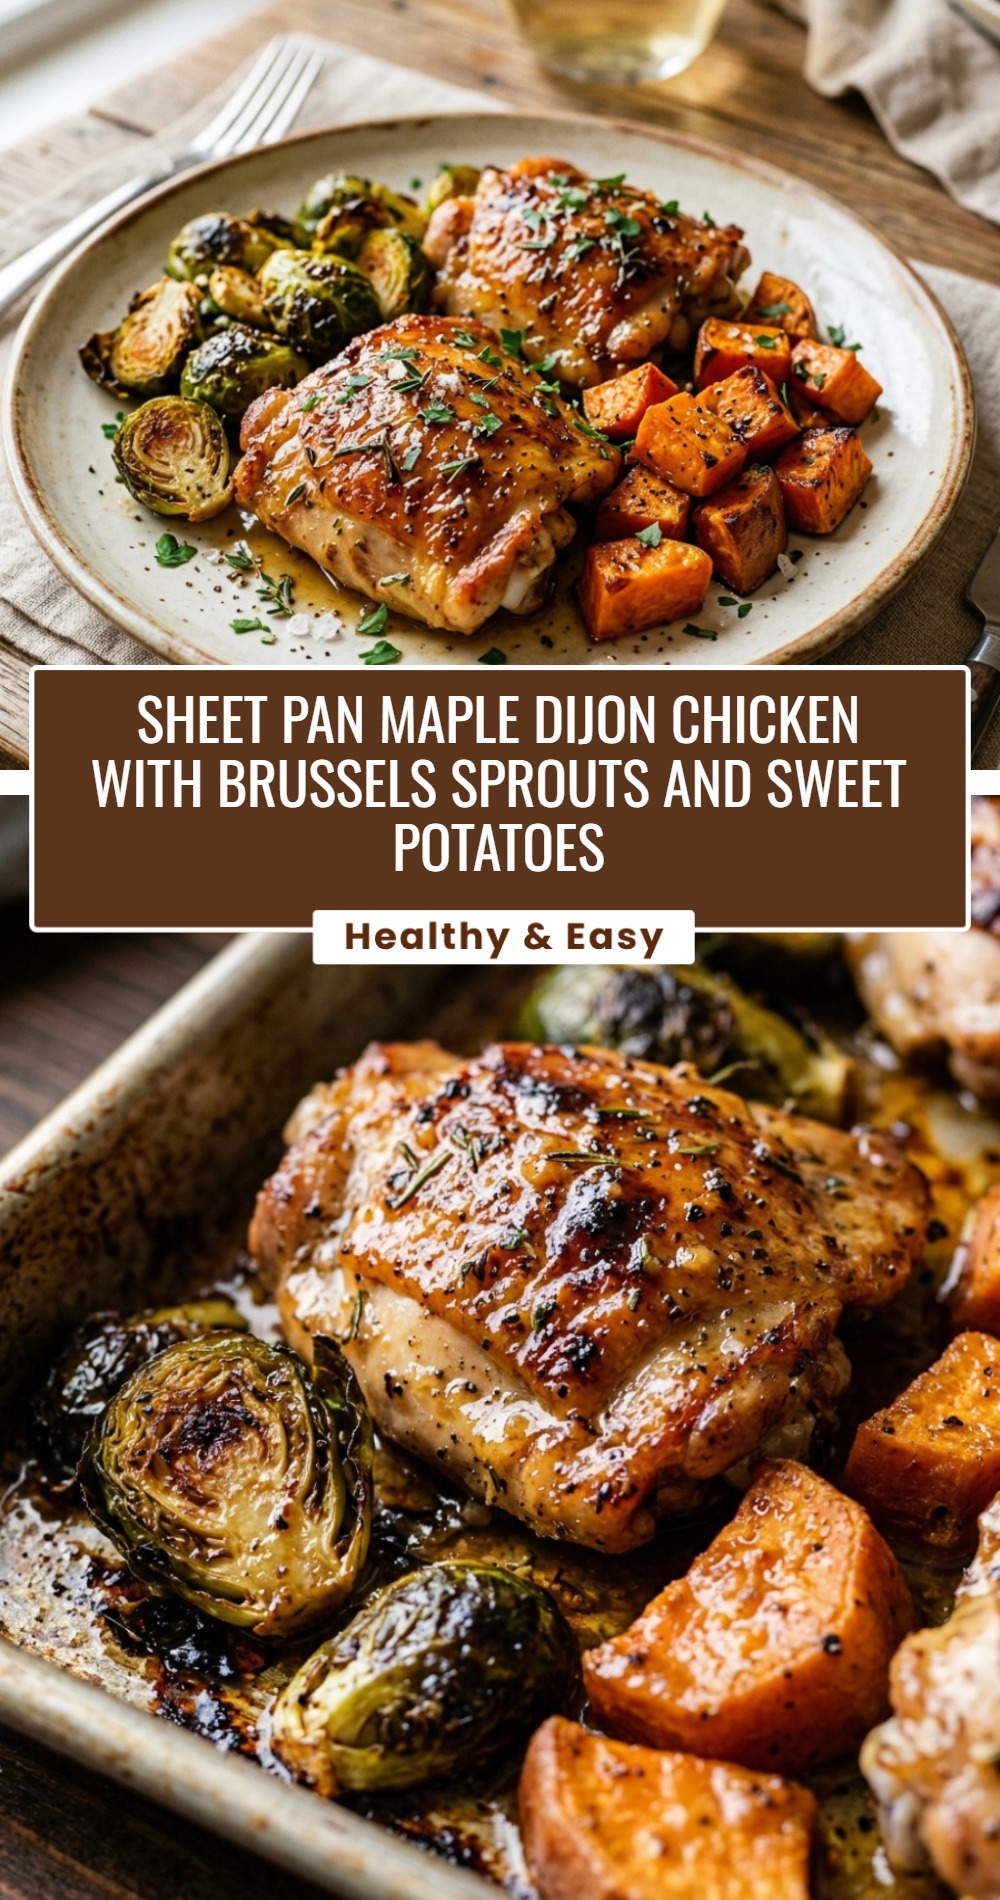 SHEET PAN MAPLE DIJON CHICKEN
WITH BRUSSELS SPROUTS AND SWEET
POTATOES
Healthy & Easy